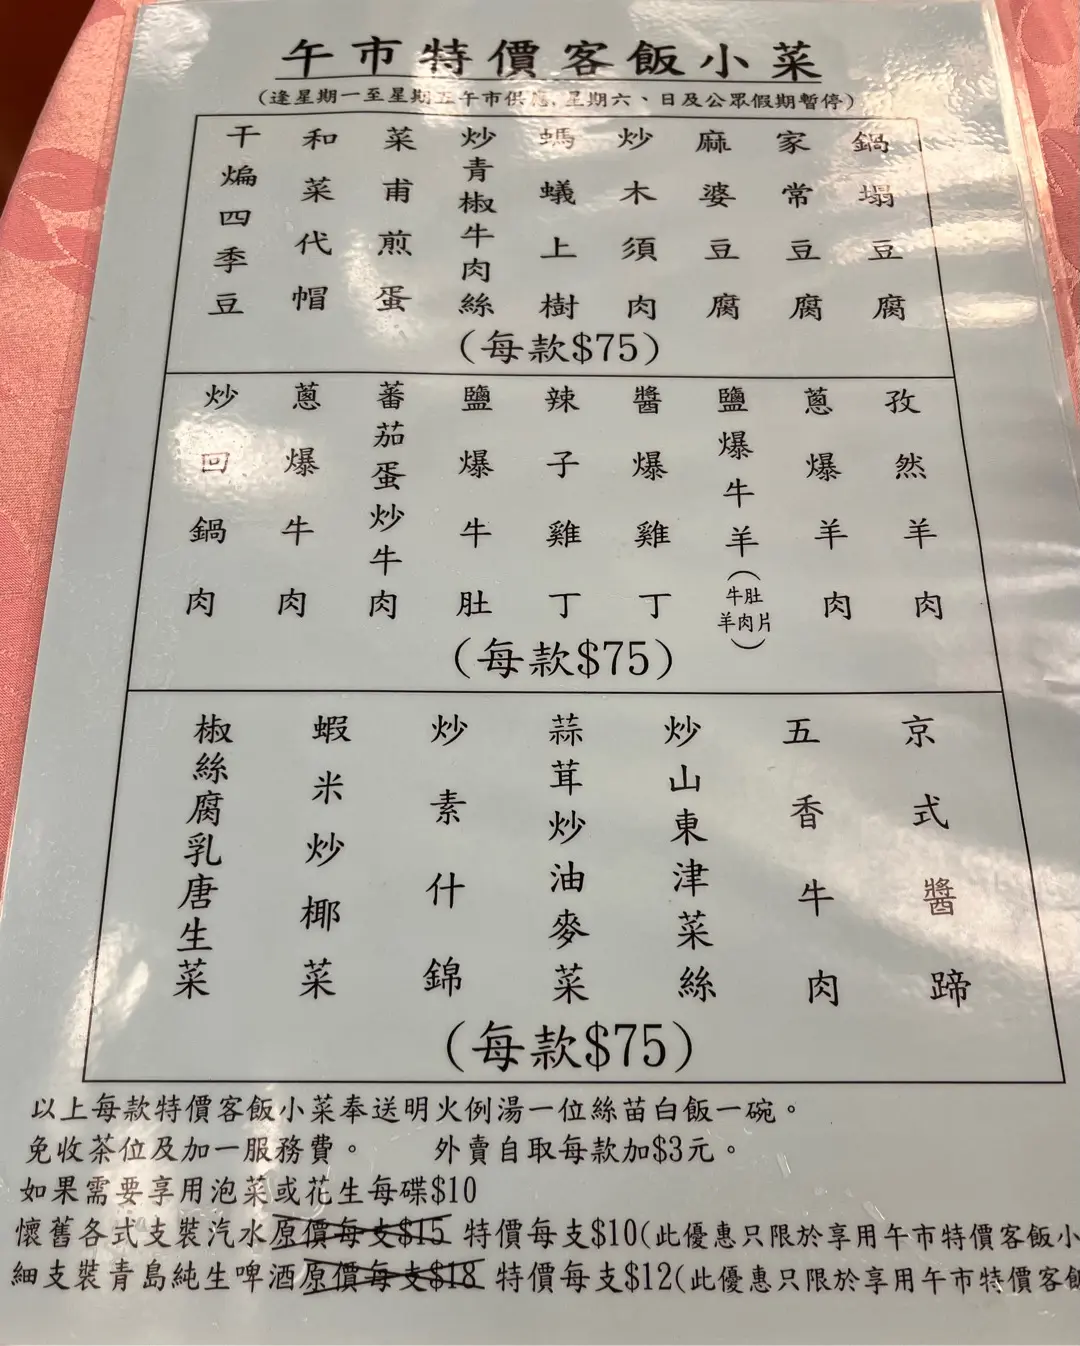 午市特價客飯小菜
(逢星期一至星期五午市供應,星期六、日及公眾假期暫停)
鍋塌豆腐
家常豆腐
麻婆豆腐
炒木須肉
螞蟻上樹
炒青椒牛肉絲
菜甫煎蛋
和菜代帽
干煸四季豆
(每款$75)
孜然羊肉
蔥爆羊肉
鹽爆牛羊(牛肚羊肉片)
醬爆雞丁
辣子雞丁
鹽爆牛肚
蕃茄蛋炒牛肉
蔥爆牛肉
炒回鍋肉
(每款$75)
京式醬蹄
五香牛肉
炒山東津菜絲
蒜茸炒油麥菜
炒素什錦
蝦米炒椰菜
椒絲腐乳唐生菜
(每款$75)
以上每款特價客飯小菜奉送明火例湯一位絲苗白飯一碗。
免收茶位及加一服務費。 外賣自取每款加$3元。
如果需要享用泡菜或花生每碟$10
懷舊各式支裝汽水原價每支$15 特價每支$10(此優惠只限於享用午市特價客飯小
細支裝青島純生啤酒原價每支$18 特價每支$12(此優惠只限於享用午市特價客飯